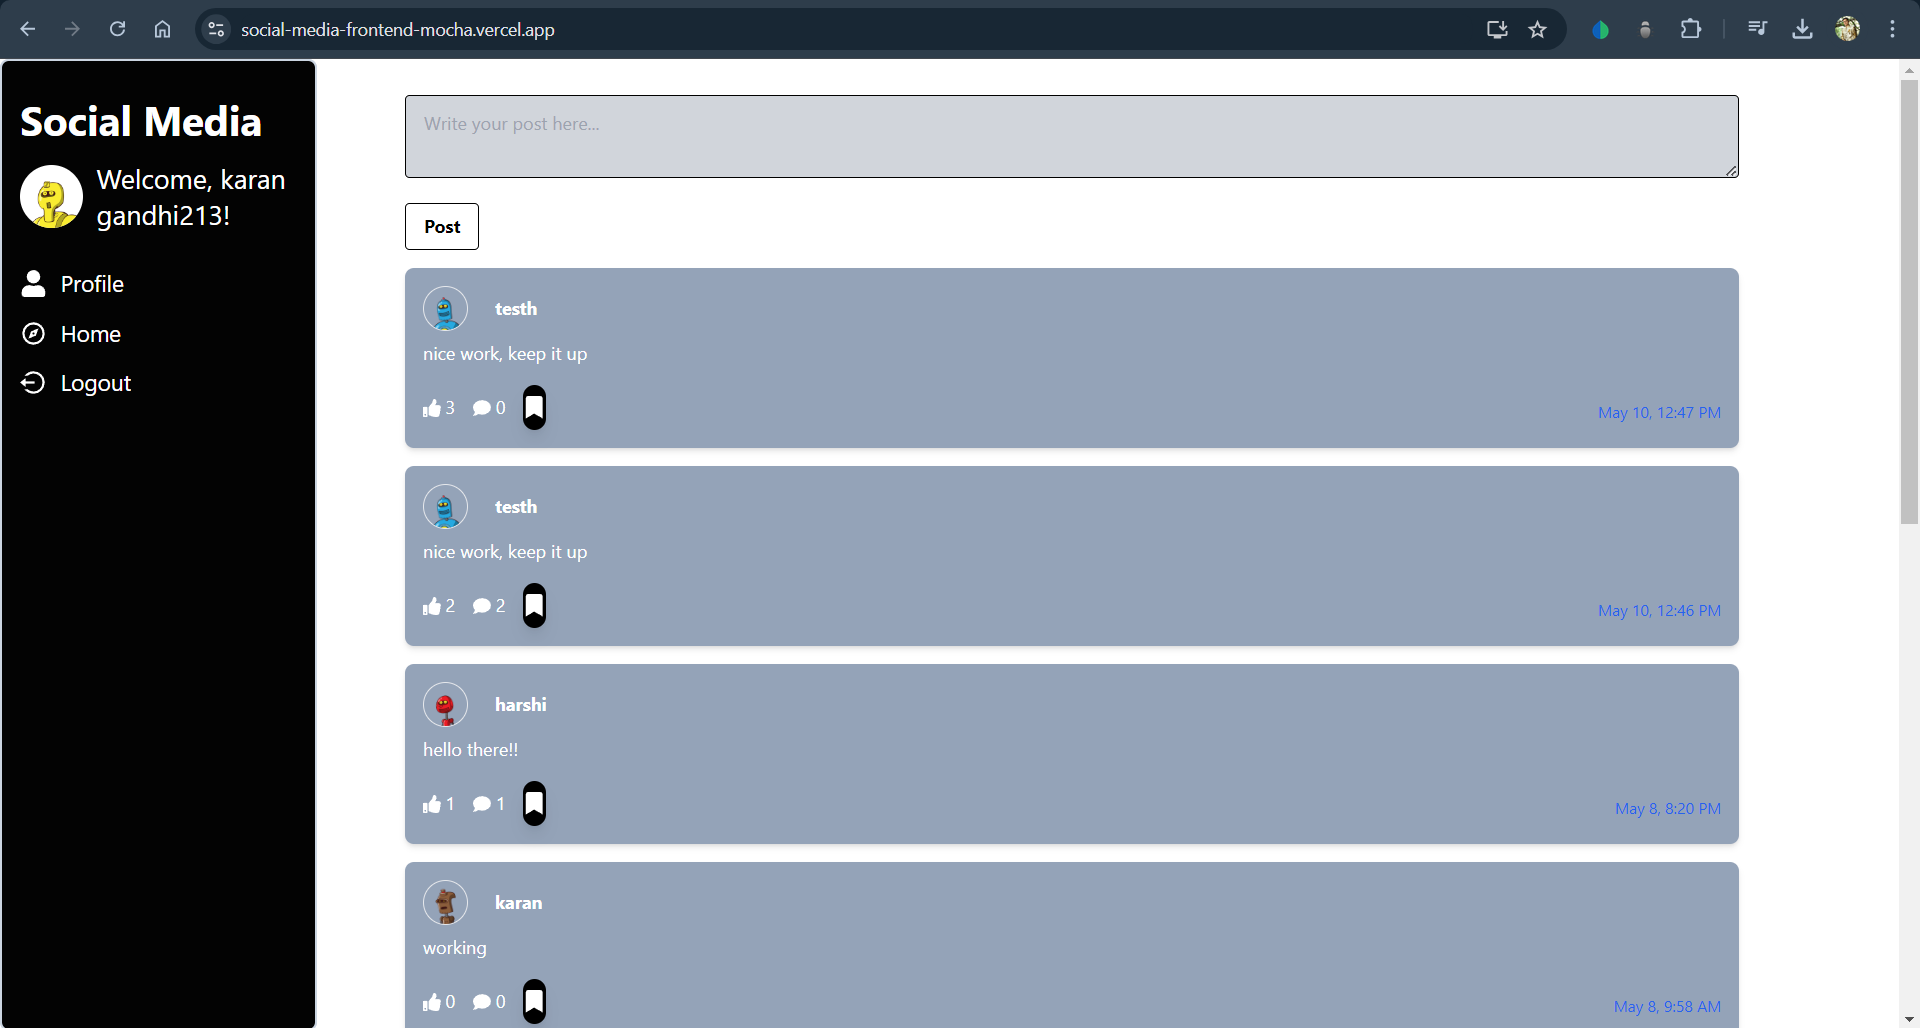 social-media-frontend-mocha.vercel.app
Social Media
Welcome, karan
gandhi213!
Profile
Home
Logout
Write your post here...
Post
testh
nice work, keep it up
3 0
May 10, 12:47 PM
testh
nice work, keep it up
2 2
May 10, 12:46 PM
harshi
hello there!!
1 1
May 8, 8:20 PM
karan
working
0 0
May 8, 9:58 AM